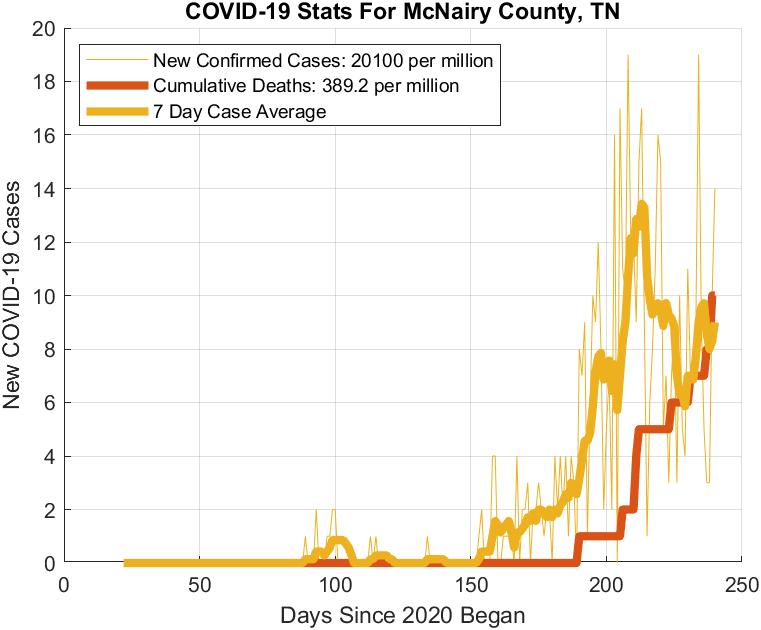 COVID-19 Stats For McNairy County, TN
New Confirmed Cases: 20100 per million
Cumulative Deaths: 389.2 per million
7 Day Case Average
New COVID-19 Cases
20
18
16
14
12
10
8
6
4
2
0
0 50 100 150 200 250
Days Since 2020 Began